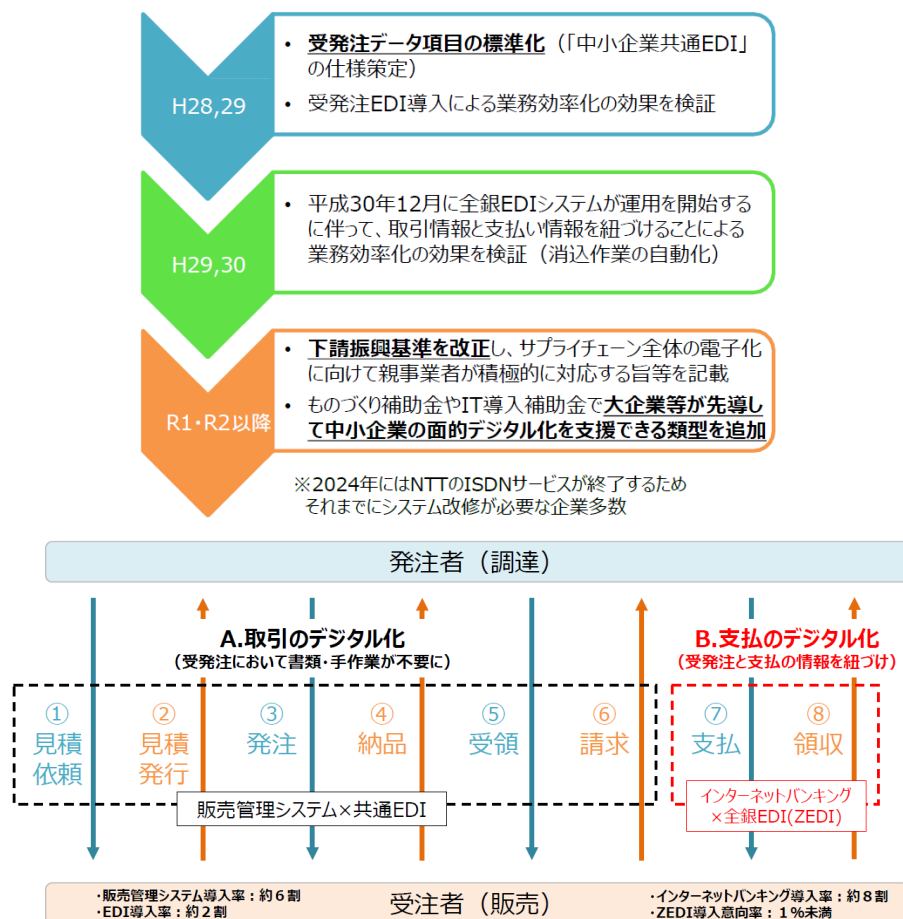 H28,29
・ 受発注データ項目の標準化（「中小企業共通EDI」
の仕様策定）
・ 受発注EDI導入による業務効率化の効果を検証
H29,30
・ 平成30年12月に全銀EDIシステムが運用を開始する
に伴って、取引情報と支払い情報を紐づけることによる
業務効率化の効果を検証（消込作業の自動化）
R1・R2以降
・ 下請振興基準を改正し、サプライチェーン全体の電子化
に向けて親事業者が積極的に対応する旨等を記載
・ ものづくり補助金やIT導入補助金で大企業等が先導し
て中小企業の面的デジタル化を支援できる類型を追加
※2024年にはNTTのISDNサービスが終了するため
それまでにシステム改修が必要な企業多数
発注者（調達）
A.取引のデジタル化
（受発注において書類・手作業が不要に）
B.支払のデジタル化
（受発注と支払の情報を紐づけ）
①
見積
依頼
②
見積
発行
③
発注
④
納品
⑤
受領
⑥
請求
⑦
支払
⑧
領収
販売管理システム×共通EDI
インターネットバンキング
×全銀EDI(ZEDI)
・販売管理システム導入率：約６割
・EDI導入率：約２割
受注者（販売）
・インターネットバンキング導入率：約８割
・ZEDI導入意向率：１%未満